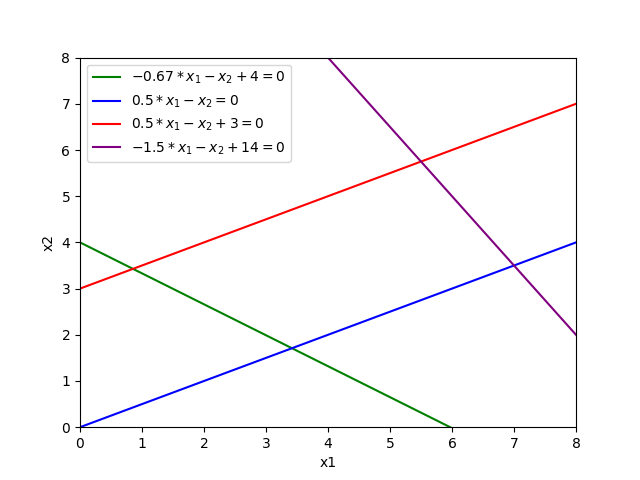 8
7
6
5
4
3
2
1
0
x2
−0.67 * x₁ − x₂ + 4 = 0
0.5 * x₁ − x₂ = 0
0.5 * x₁ − x₂ + 3 = 0
−1.5 * x₁ − x₂ + 14 = 0
0 1 2 3 4 5 6 7 8
x1